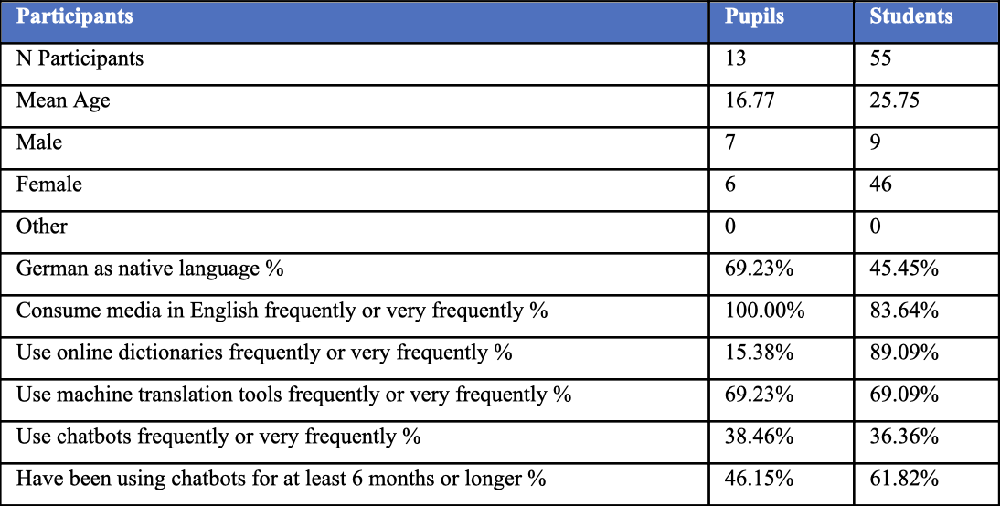 Participants Pupils Students
N Participants 13 55
Mean Age 16.77 25.75
Male 7 9
Female 6 46
Other 0 0
German as native language % 69.23% 45.45%
Consume media in English frequently or very frequently % 100.00% 83.64%
Use online dictionaries frequently or very frequently % 15.38% 89.09%
Use machine translation tools frequently or very frequently % 69.23% 69.09%
Use chatbots frequently or very frequently % 38.46% 36.36%
Have been using chatbots for at least 6 months or longer % 46.15% 61.82%